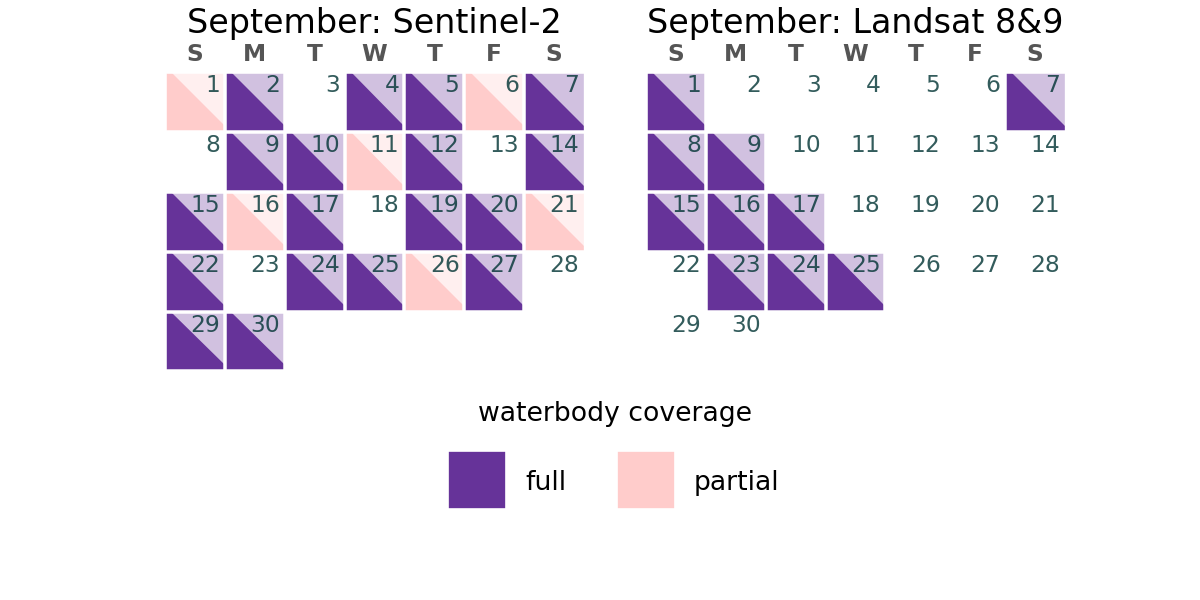 September: Sentinel-2
S M T W T F S
1 2 3 4 5 6 7
8 9 10 11 12 13 14
15 16 17 18 19 20 21
22 23 24 25 26 27 28
29 30
September: Landsat 8&9
S M T W T F S
1 2 3 4 5 6 7
8 9 10 11 12 13 14
15 16 17 18 19 20 21
22 23 24 25 26 27 28
29 30
waterbody coverage
full partial